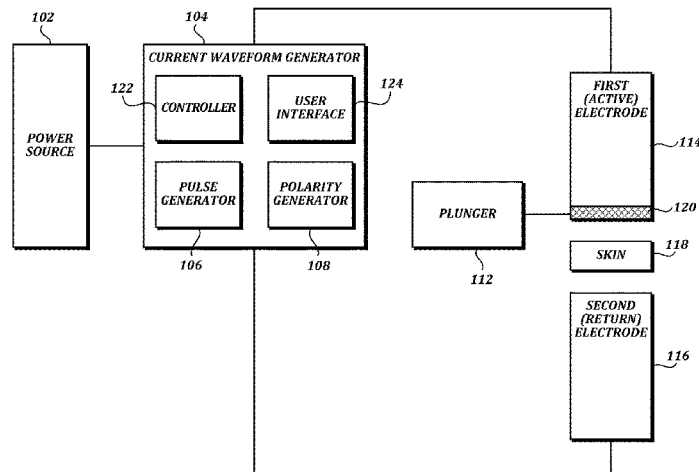 102
POWER
SOURCE
104
CURRENT WAVEFORM GENERATOR
122
CONTROLLER
USER
INTERFACE
124
PULSE
GENERATOR
106
POLARITY
GENERATOR
108
PLUNGER
112
FIRST
(ACTIVE)
ELECTRODE
114
120
SKIN
118
SECOND
(RETURN)
ELECTRODE
116